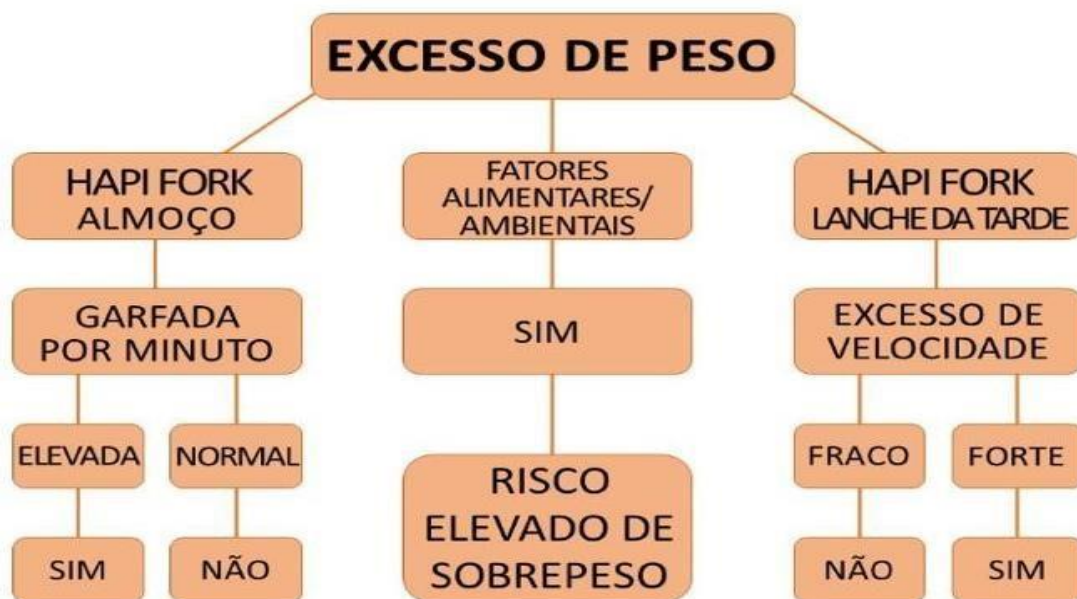 EXCESSO DE PESO
HAPI FORK
ALMOÇO
FATORES
ALIMENTARES/
AMBIENTAIS
HAPI FORK
LANCHE DA TARDE
GARFADA
POR MINUTO
SIM
EXCESSO DE
VELOCIDADE
ELEVADA
NORMAL
RISCO
ELEVADO DE
SOBREPESO
FRACO
FORTE
SIM
NÃO
NÃO
SIM